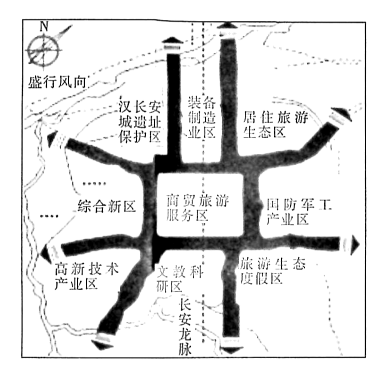 N
盛行风向
汉长安
城遗址
保护区
装备
制造
业区
居住旅游
生态区
综合新区
商贸旅游
服务区
国防军工
产业区
高新技术
产业区
文教科
研区
旅游生态
度假区
长安龙脉